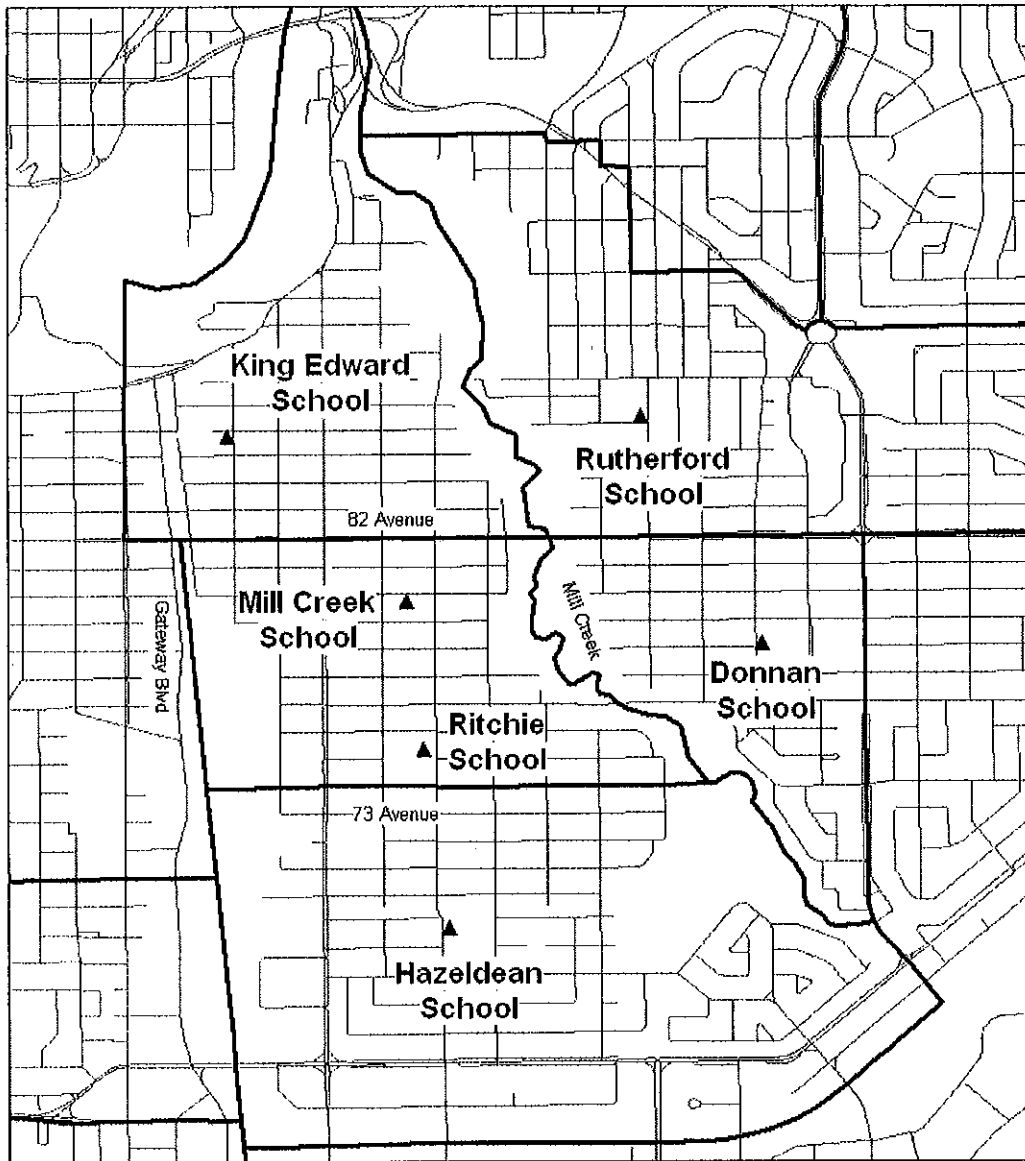 King Edward
School
Rutherford
School
82 Avenue
Mill Creek
School
Mill Creek
Gateway Blvd
Donnan
School
Ritchie
School
73 Avenue
Hazeldean
School